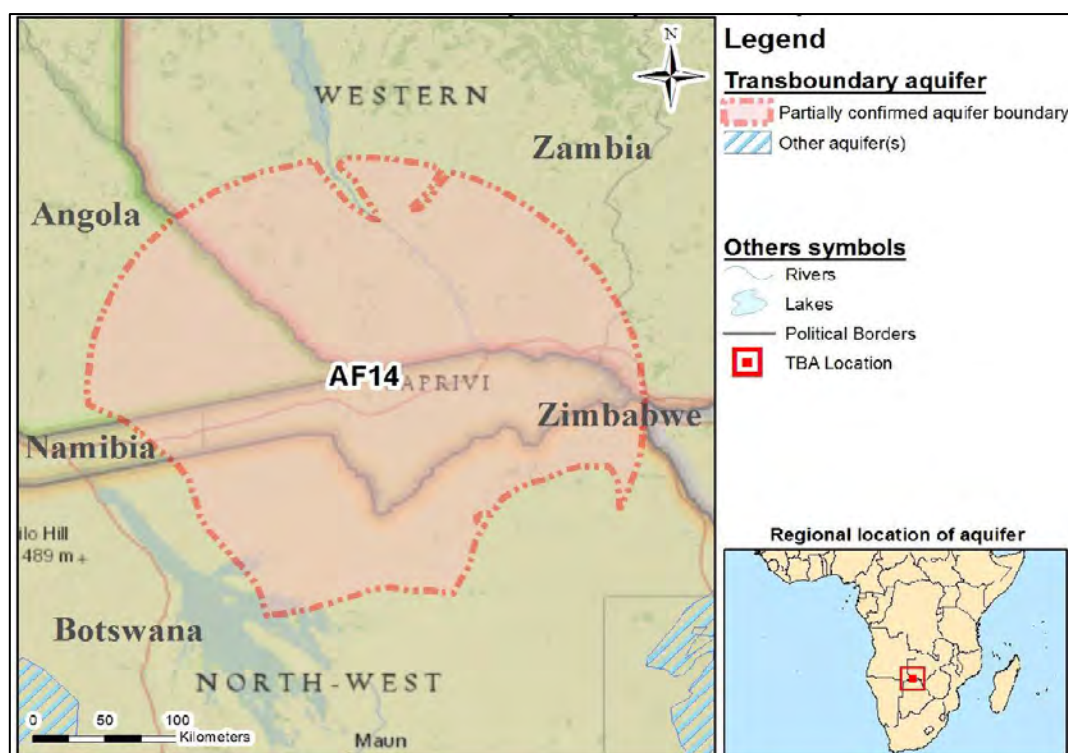 N
WESTERN
Zambia
Angola
AF14
APRIVI
Zimbabwe
Namibia
ilo Hill
489 m +
Botswana
NORTH-WEST
Maun
0 50 100
Kilometers
Legend
Transboundary aquifer
Partially confirmed aquifer boundary
Other aquifer(s)
Others symbols
Rivers
Lakes
Political Borders
TBA Location
Regional location of aquifer